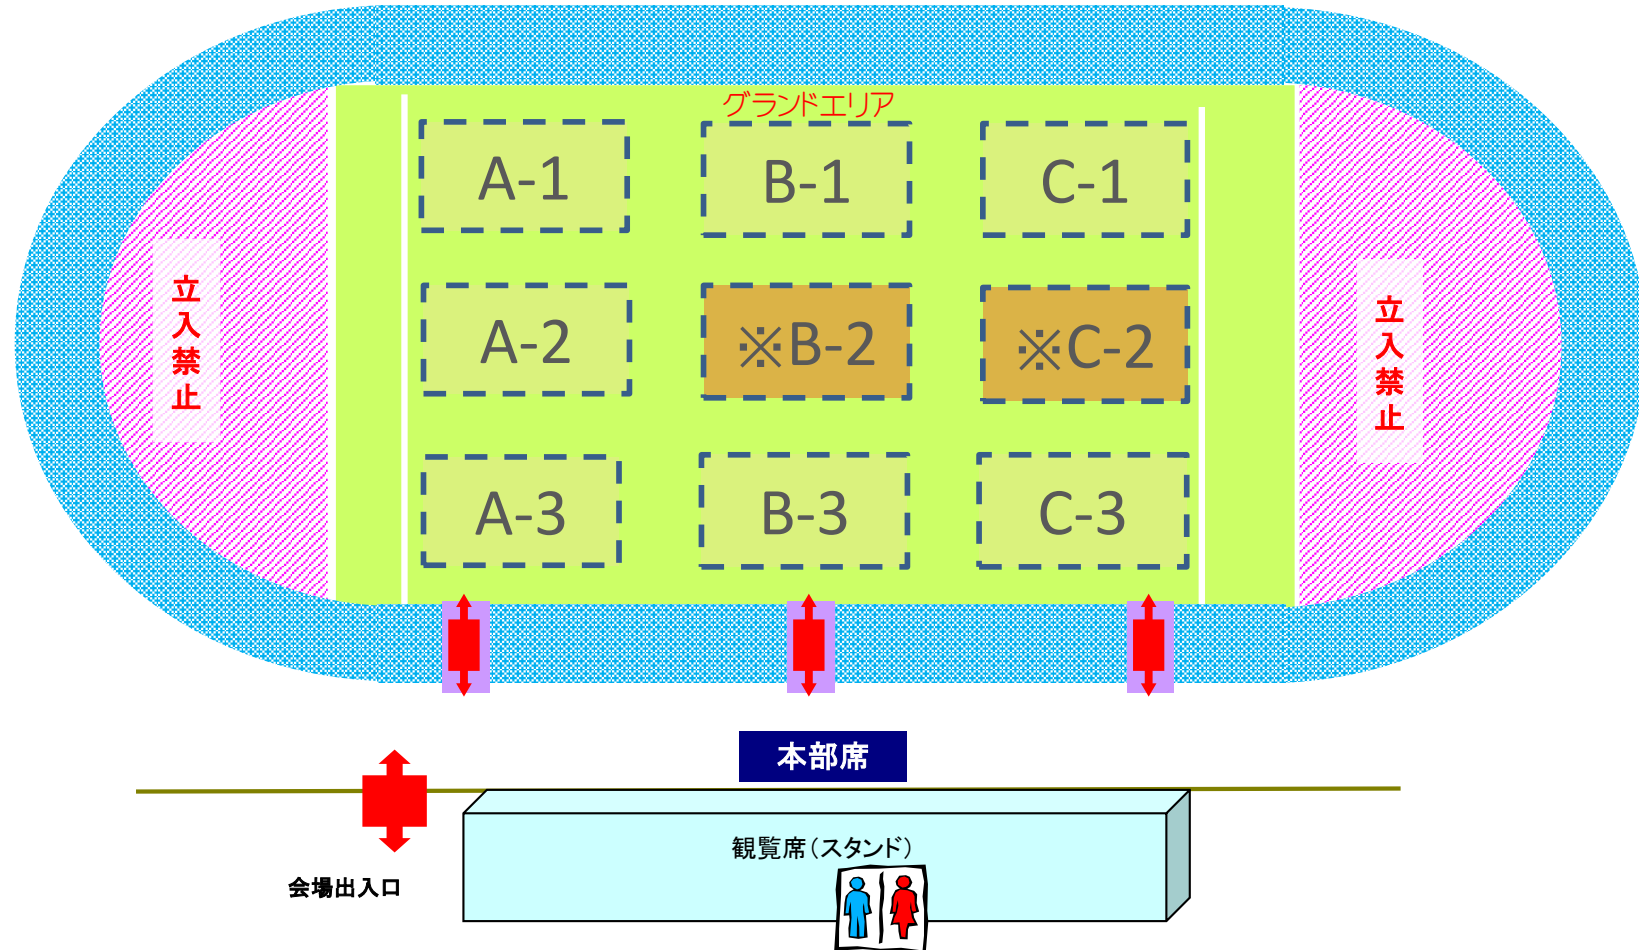 グランドエリア
A-1
B-1
C-1
A-2
※B-2
※C-2
A-3
B-3
C-3
立入禁止
立入禁止
本部席
観覧席(スタンド)
会場出入口